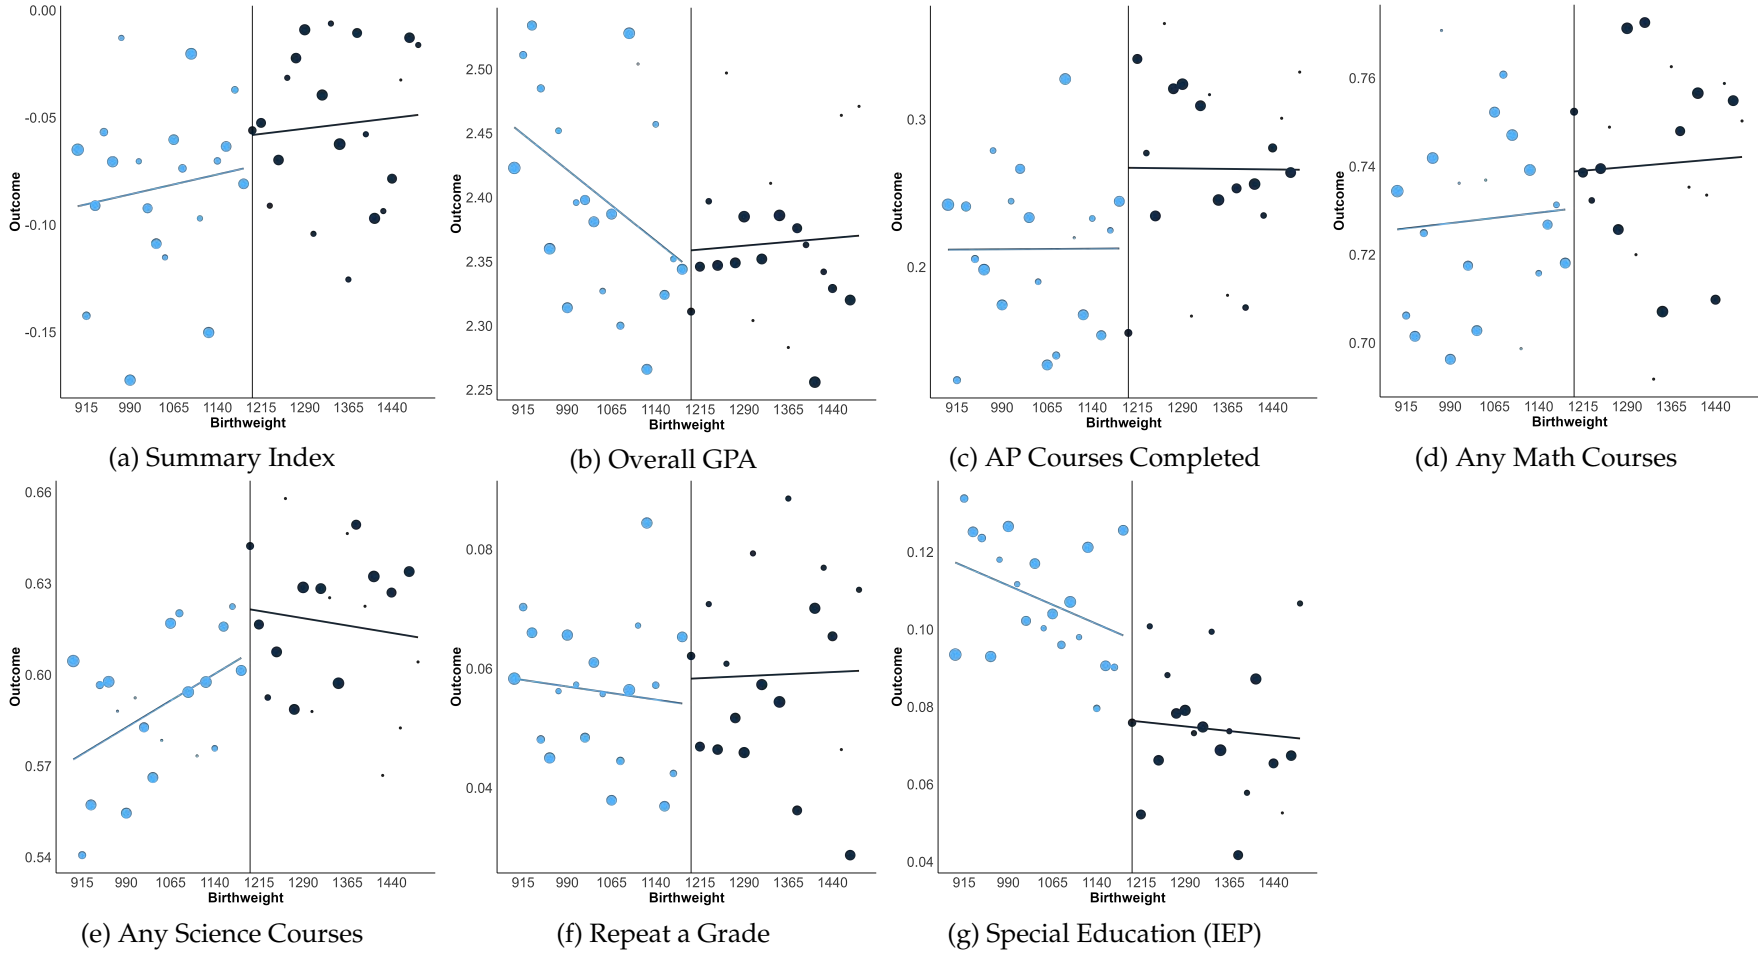 0.00
-0.05
-0.10
-0.15
Outcome
915 990 1065 1140 1215 1290 1365 1440
Birthweight
(a) Summary Index
2.50
2.45
2.40
2.35
2.30
2.25
Outcome
915 990 1065 1140 1215 1290 1365 1440
Birthweight
(b) Overall GPA
0.3
0.2
Outcome
915 990 1065 1140 1215 1290 1365 1440
Birthweight
(c) AP Courses Completed
0.76
0.74
0.72
0.70
Outcome
915 990 1065 1140 1215 1290 1365 1440
Birthweight
(d) Any Math Courses
0.66
0.63
0.60
0.57
0.54
Outcome
915 990 1065 1140 1215 1290 1365 1440
Birthweight
(e) Any Science Courses
0.08
0.06
0.04
Outcome
915 990 1065 1140 1215 1290 1365 1440
Birthweight
(f) Repeat a Grade
0.12
0.10
0.08
0.06
0.04
Outcome
915 990 1065 1140 1215 1290 1365 1440
Birthweight
(g) Special Education (IEP)